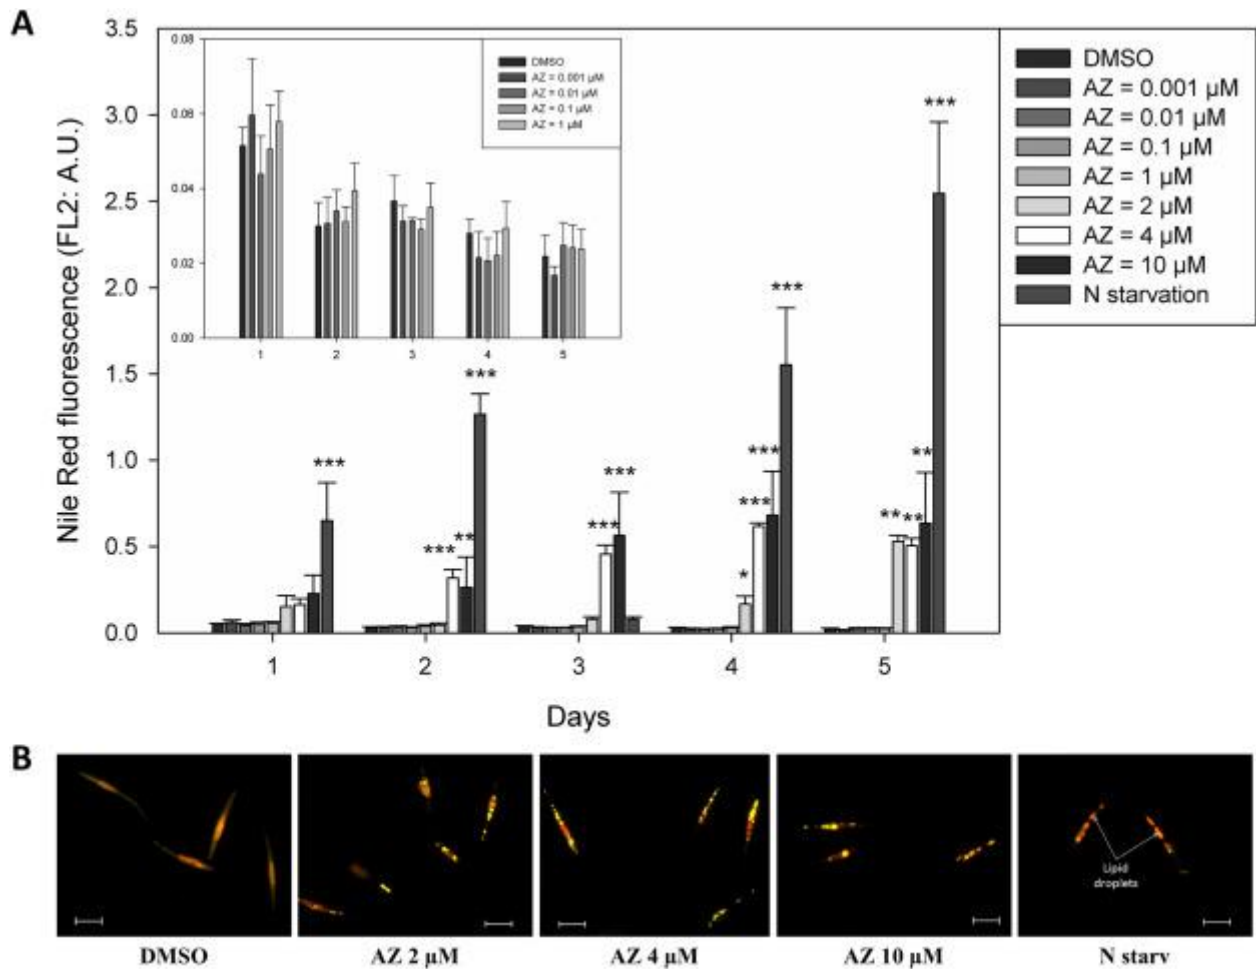 A
3.5
3.0
2.5
2.0
1.5
1.0
0.5
0.0
Nile Red fluorescence (FL2: A.U.)
0.08
0.06
0.04
0.02
0.00
1 2 3 4 5
DMSO
AZ = 0.001 µM
AZ = 0.01 µM
AZ = 0.1 µM
AZ = 1 µM
DMSO
AZ = 0.001 µM
AZ = 0.01 µM
AZ = 0.1 µM
AZ = 1 µM
AZ = 2 µM
AZ = 4 µM
AZ = 10 µM
N starvation
***
*** ** ***
*** ***
* *** *** ***
** ** ** ***
1 2 3 4 5
Days
B
Lipid
droplets
DMSO AZ 2 µM AZ 4 µM AZ 10 µM N starv